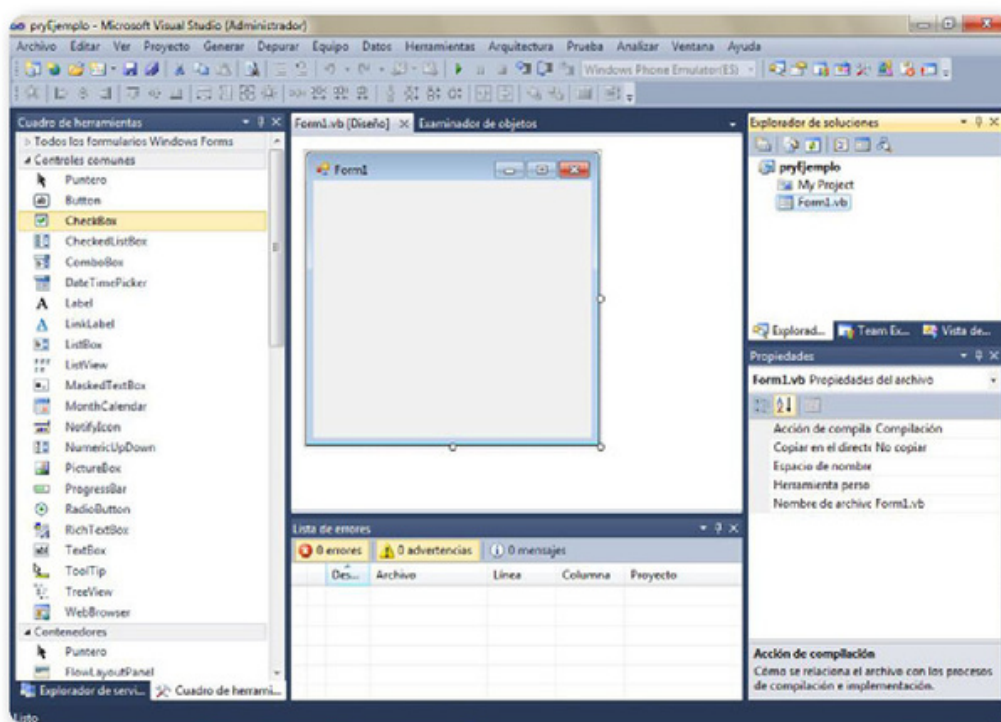 pryEjemplo - Microsoft Visual Studio (Administrador)
Archivo Editar Ver Proyecto Generar Depurar Equipo Datos Herramientas Arquitectura Prueba Analizar Ventana Ayuda
Windows Phone Emulator(ES)
Cuadro de herramientas
Todos los formularios Windows Forms
Controles comunes
Puntero
Button
CheckBox
CheckedListBox
ComboBox
DateTimePicker
Label
LinkLabel
ListBox
ListView
MaskedTextBox
MonthCalendar
NotifyIcon
NumericUpDown
PictureBox
ProgressBar
RadioButton
RichTextBox
TextBox
ToolTip
TreeView
WebBrowser
Contenedores
Puntero
FlowLayoutPanel
Explorador de servi... Cuadro de herrami...
Form1.vb [Diseño] Examinador de objetos
Form1
Lista de errores
0 errores 0 advertencias 0 mensajes
Des... Archivo Línea Columna Proyecto
Explorador de soluciones
pryEjemplo
My Project
Form1.vb
Explorad... Team Ex... Vista de...
Propiedades
Form1.vb Propiedades del archivo
Acción de compila Compilación
Copiar en el direct No copiar
Espacio de nombre
Herramienta perso
Nombre de archivo Form1.vb
Acción de compilación
Cómo se relaciona el archivo con los procesos
de compilación e implementación.
Listo